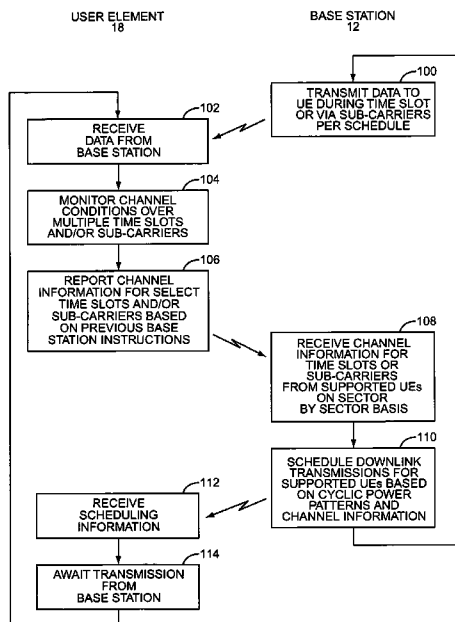 USER ELEMENT
18
BASE STATION
12
100
TRANSMIT DATA TO
UE DURING TIME SLOT
OR VIA SUB-CARRIERS
PER SCHEDULE
102
RECEIVE
DATA FROM
BASE STATION
104
MONITOR CHANNEL
CONDITIONS OVER
MULTIPLE TIME SLOTS
AND/OR SUB-CARRIERS
106
REPORT CHANNEL
INFORMATION FOR SELECT
TIME SLOTS AND/OR
SUB-CARRIERS BASED
ON PREVIOUS BASE
STATION INSTRUCTIONS
108
RECEIVE CHANNEL
INFORMATION FOR
TIME SLOTS OR
SUB-CARRIERS
FROM SUPPORTED UEs
ON SECTOR
BY SECTOR BASIS
110
SCHEDULE DOWNLINK
TRANSMISSIONS FOR
SUPPORTED UEs BASED
ON CYCLIC POWER
PATTERNS AND
CHANNEL INFORMATION
112
RECEIVE
SCHEDULING
INFORMATION
114
AWAIT TRANSMISSION
FROM
BASE STATION